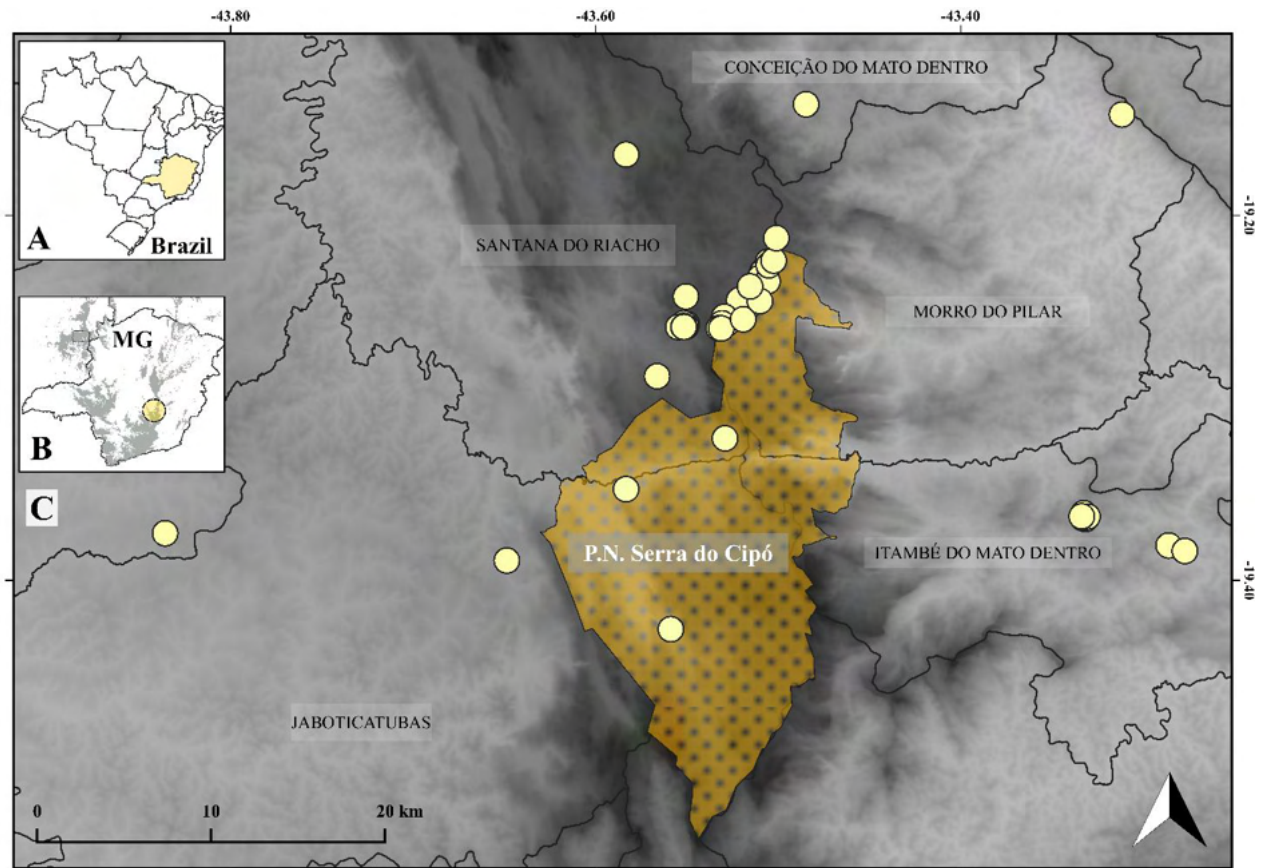 -43.80
-43.60
-43.40
CONCEIÇÃO DO MATO DENTRO
-19.20
A
Brazil
SANTANA DO RIACHO
MG
MORRO DO PILAR
B
C
P.N. Serra do Cipó
ITAMBÉ DO MATO DENTRO
-19.40
JABOTICATUBAS
0
10
20 km